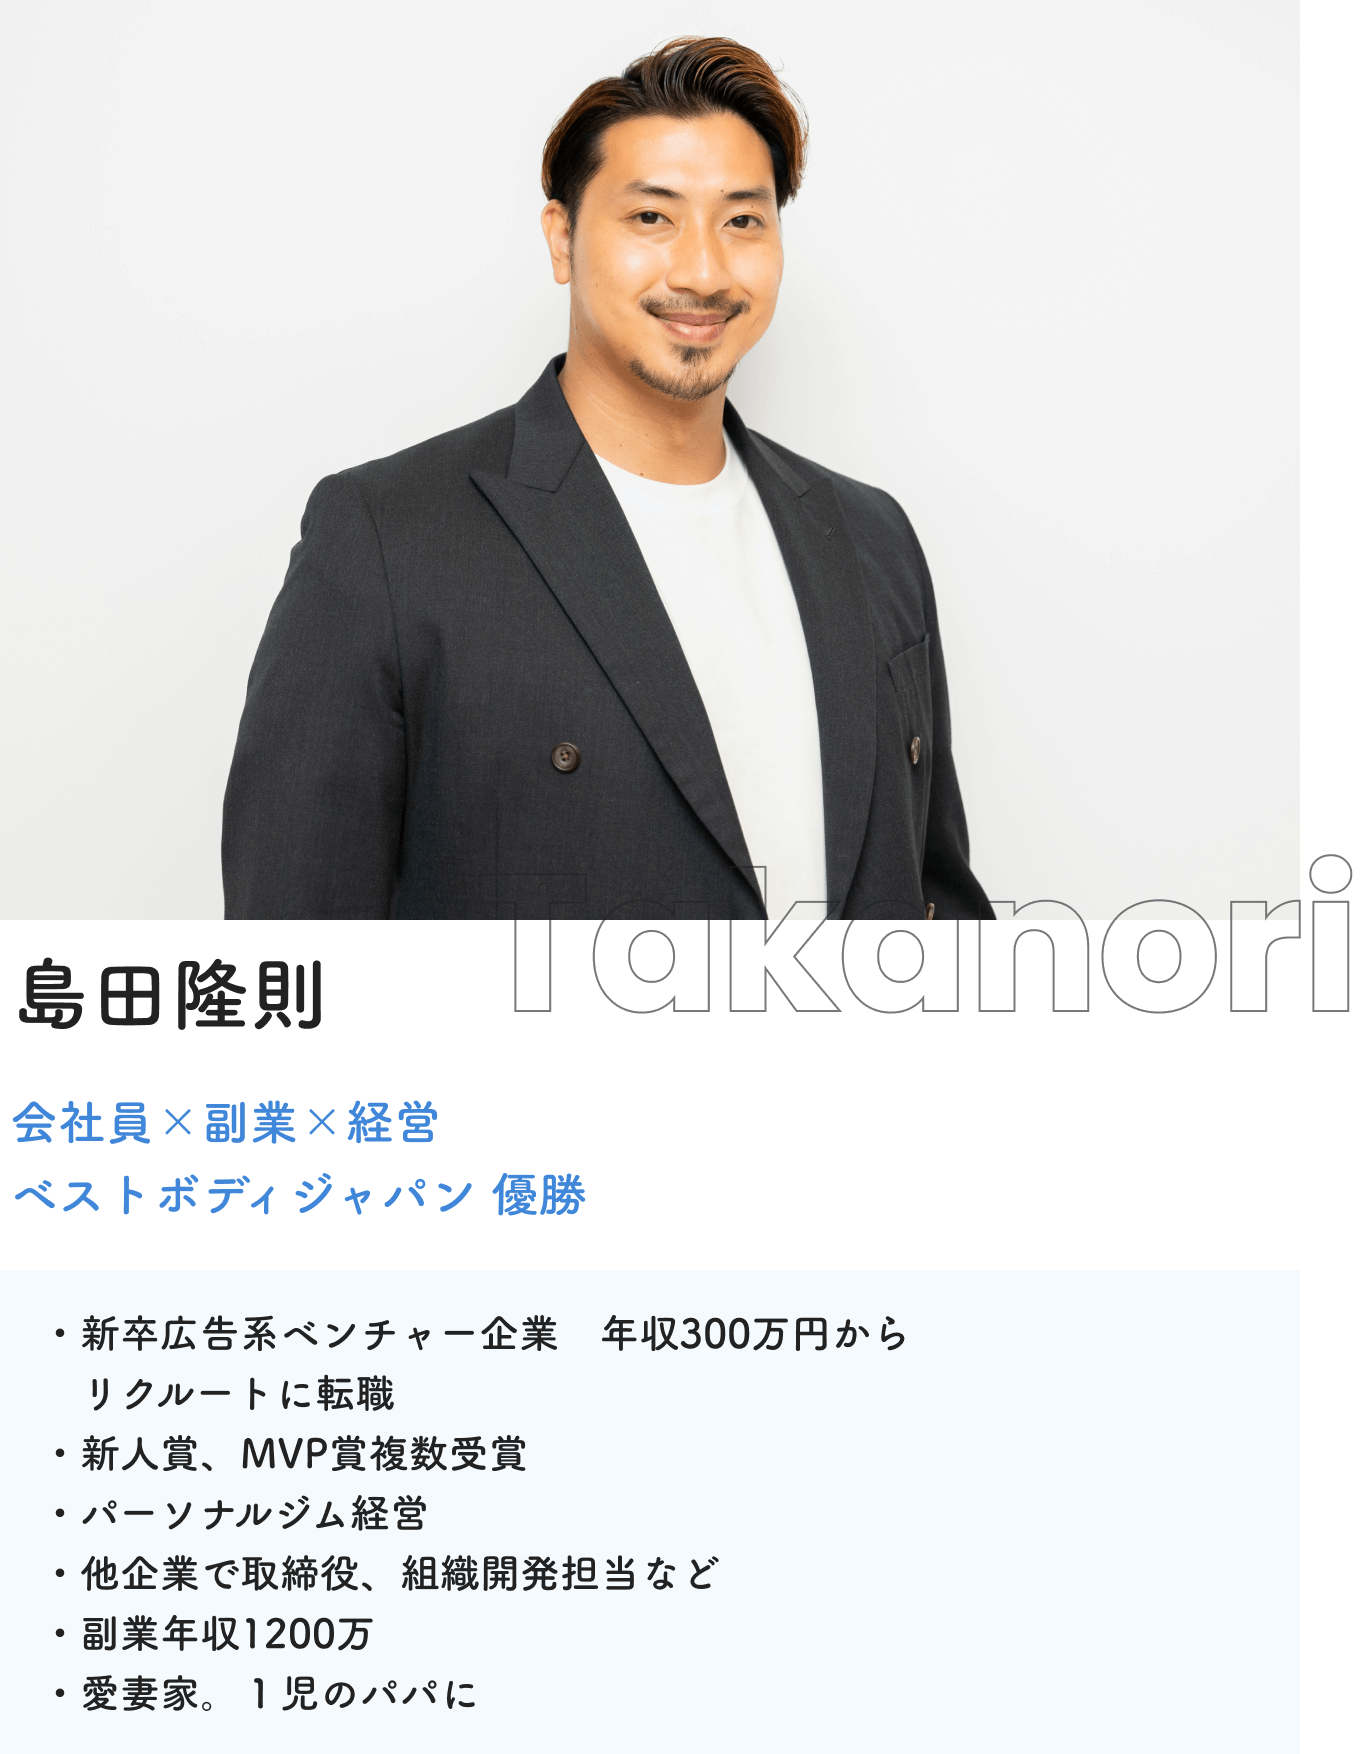 Takanori
島田隆則
会社員×副業×経営
ベストボディジャパン 優勝
・新卒広告系ベンチャー企業　年収300万円から
リクルートに転職
・新人賞、MVP賞複数受賞
・パーソナルジム経営
・他企業で取締役、組織開発担当など
・副業年収1200万
・愛妻家。１児のパパに